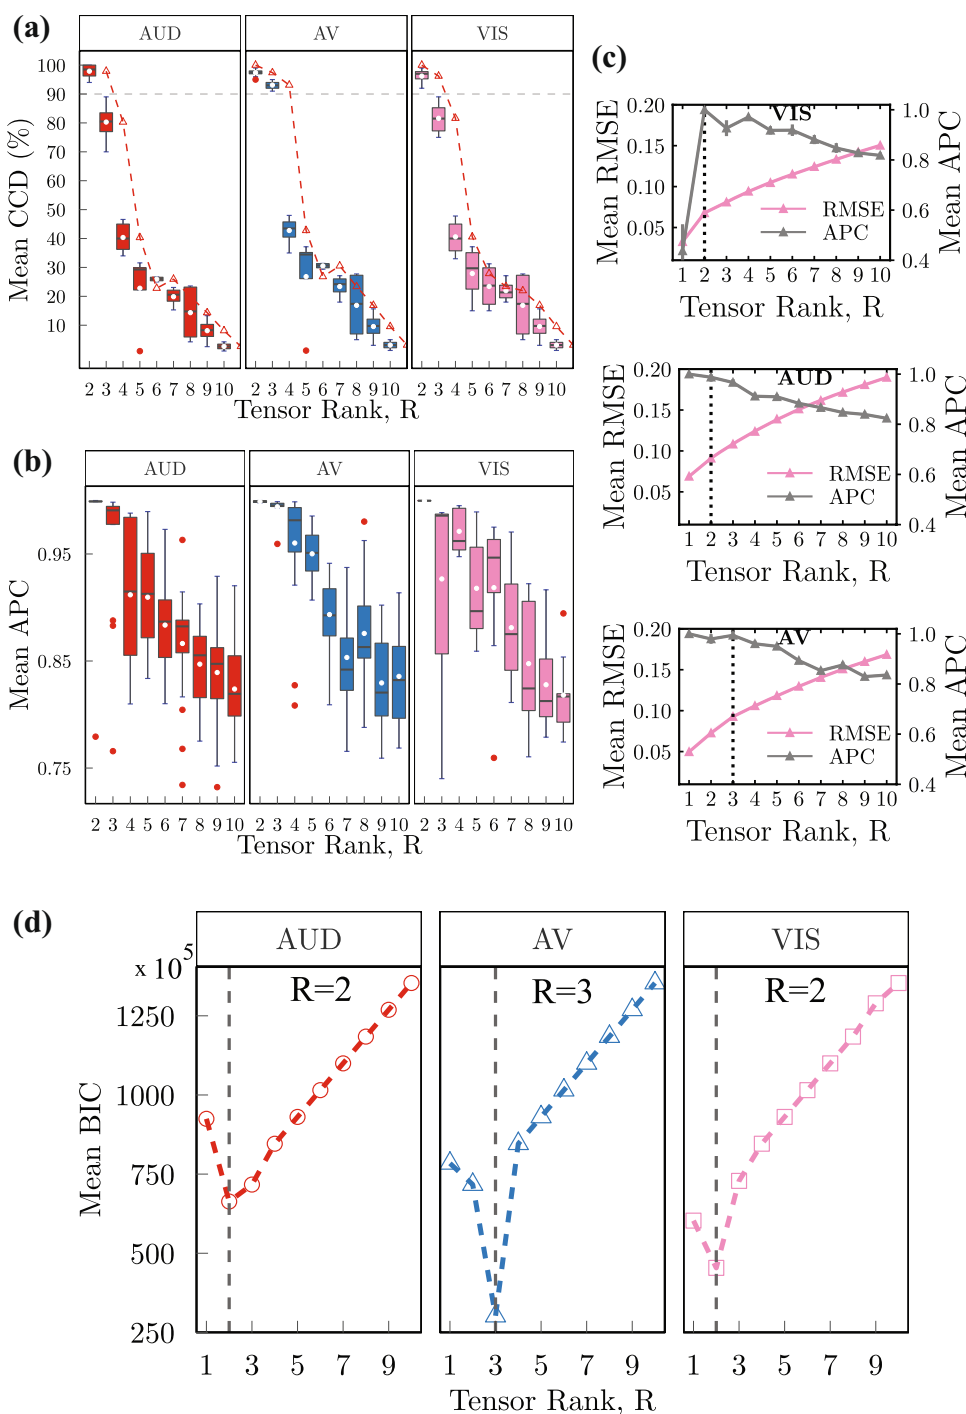 (a)
AUD AV VIS
100
90
80
70
60
50
40
30
20
10
Mean CCD (%)
2 3 4 5 6 7 8 9 10 2 3 4 5 6 7 8 9 10 2 3 4 5 6 7 8 9 10
Tensor Rank, R
(b)
AUD AV VIS
0.95
0.85
0.75
Mean APC
2 3 4 5 6 7 8 9 10 2 3 4 5 6 7 8 9 10 2 3 4 5 6 7 8 9 10
Tensor Rank, R
(c)
VIS
0.20 1.0
0.15 0.8
0.10 0.6
0.05 0.4
Mean RMSE
Mean APC
RMSE
APC
1 2 3 4 5 6 7 8 9 10
Tensor Rank, R
AUD
0.20 1.0
0.15 0.8
0.10 0.6
0.05 0.4
Mean RMSE
Mean APC
RMSE
APC
1 2 3 4 5 6 7 8 9 10
Tensor Rank, R
AV
0.20 1.0
0.15 0.8
0.10 0.6
0.05 0.4
Mean RMSE
Mean APC
RMSE
APC
1 2 3 4 5 6 7 8 9 10
Tensor Rank, R
(d)
AUD AV VIS
x 10^5
R=2 R=3 R=2
1250
1000
750
500
250
Mean BIC
1 3 5 7 9 1 3 5 7 9 1 3 5 7 9
Tensor Rank, R